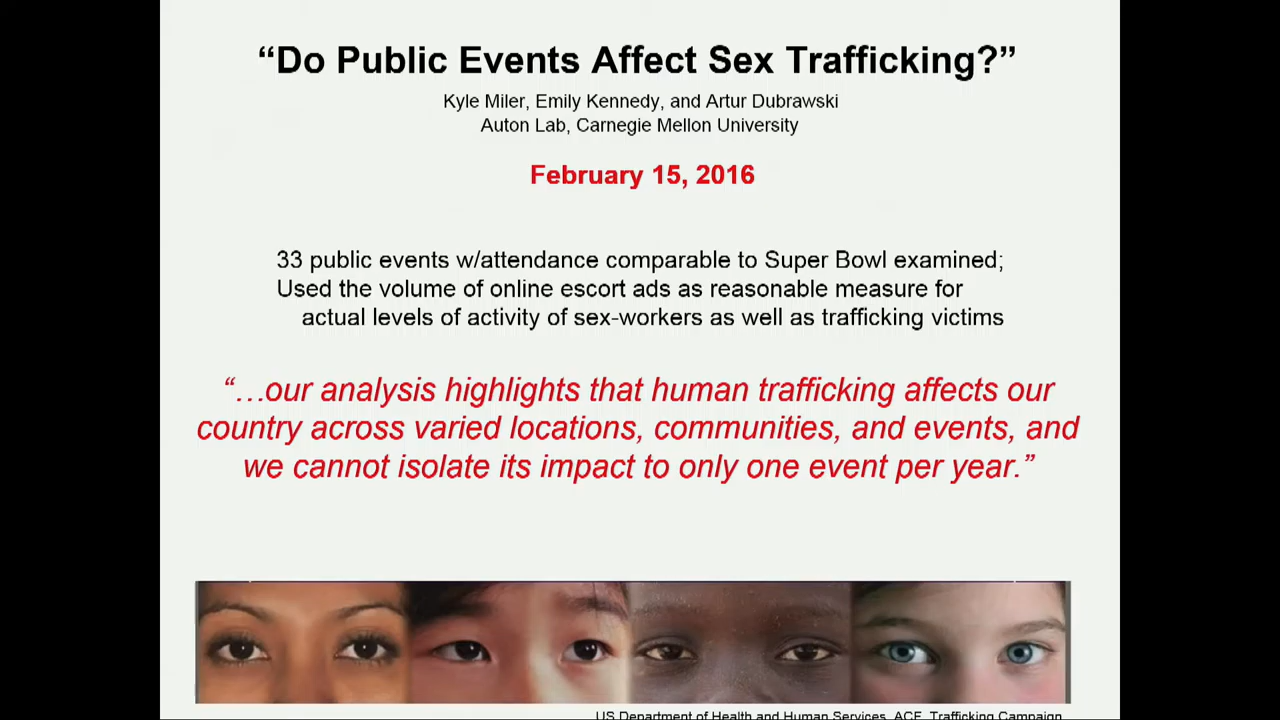 “Do Public Events Affect Sex Trafficking?”
Kyle Miler, Emily Kennedy, and Artur Dubrawski
Auton Lab, Carnegie Mellon University
February 15, 2016
33 public events w/attendance comparable to Super Bowl examined;
Used the volume of online escort ads as reasonable measure for
actual levels of activity of sex-workers as well as trafficking victims
“…our analysis highlights that human trafficking affects our
country across varied locations, communities, and events, and
we cannot isolate its impact to only one event per year.”
US Department of Health and Human Services, ACF, Trafficking Campaign